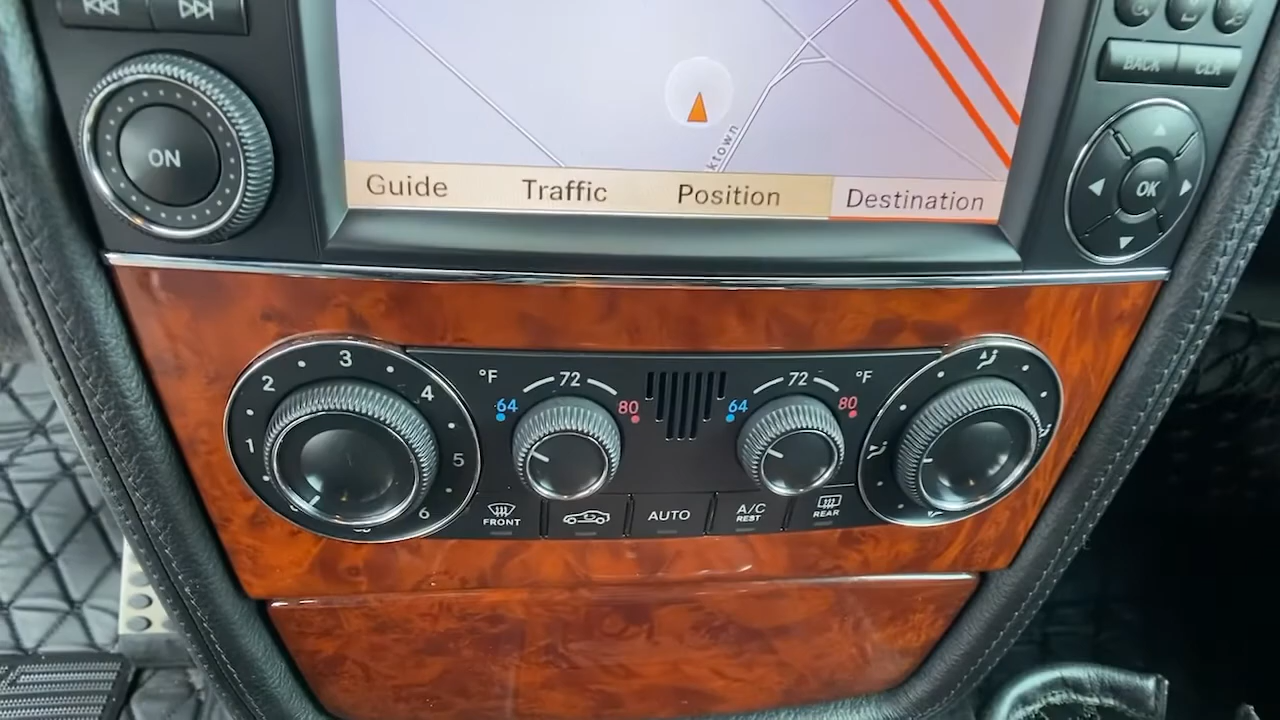 BACK CLR
ON
ktown
OK
Guide Traffic Position Destination
1 2 3 4 5 6
°F 64 72 80
64 72 80 °F
FRONT
AUTO
A/C
REST
REAR